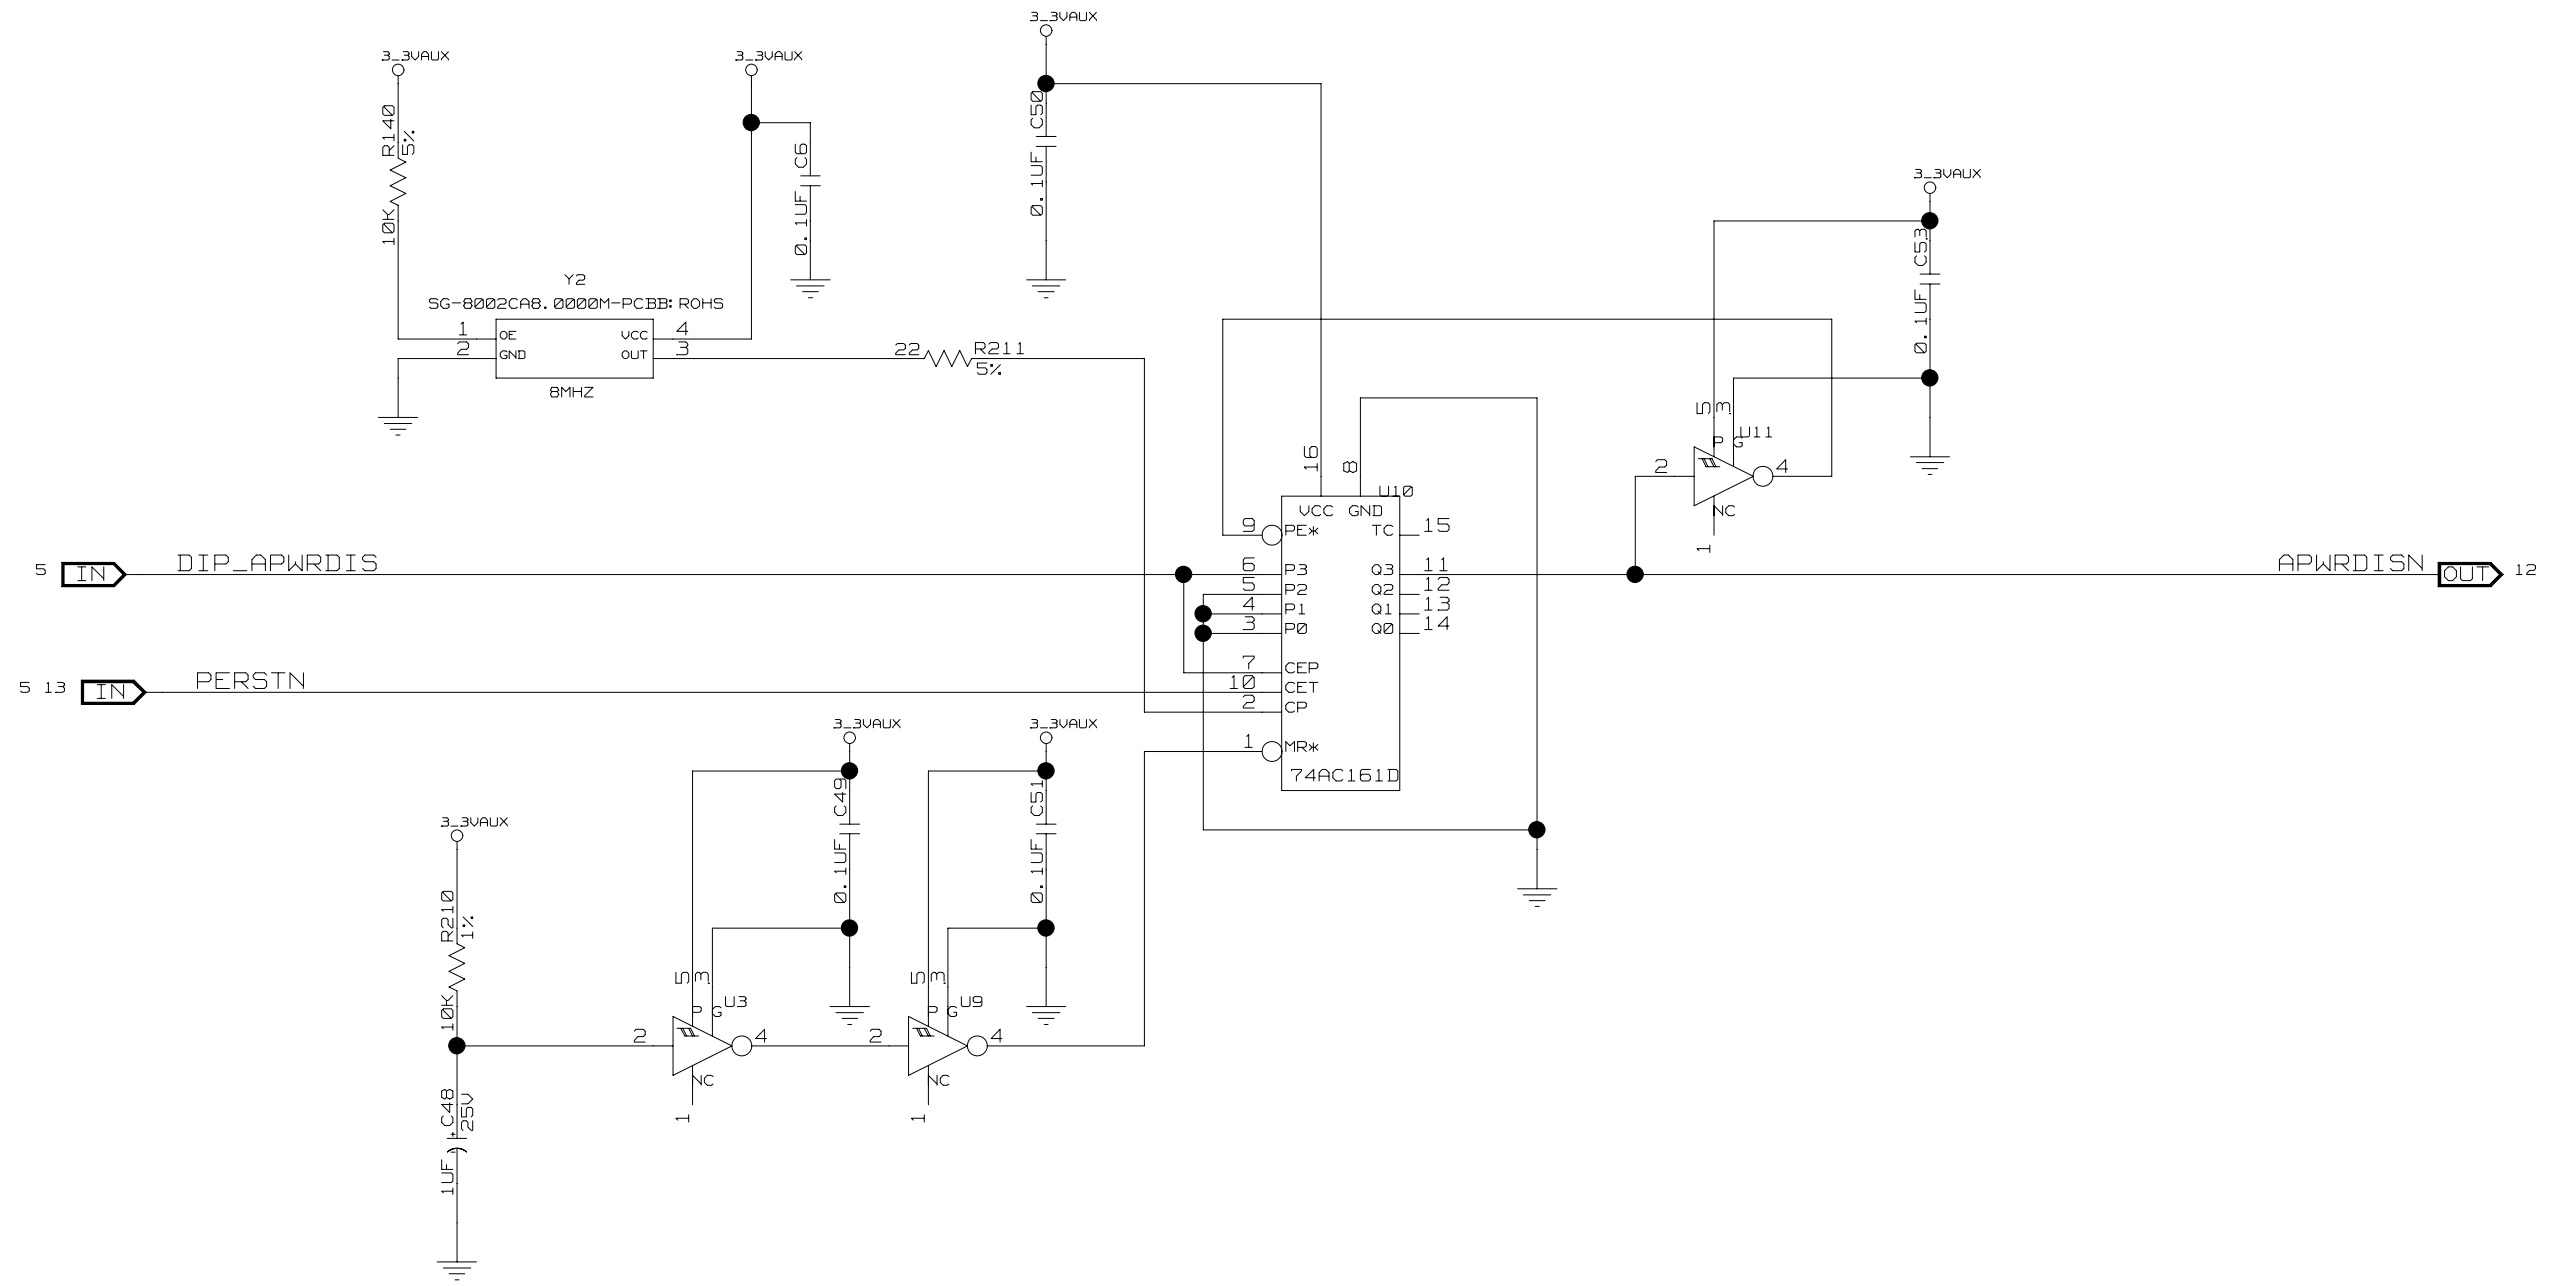 3_3VAUX
3_3VAUX
3_3VAUX
R140
5%
10K
C6
0.1UF
C50
0.1UF
3_3VAUX
C53
0.1UF
Y2
SG-8002CA8.0000M-PCBB:ROHS
1 OE VCC 4
2 GND OUT 3
8MHZ
22 R211
5%
5 3
P G U11
2 4
NC
1
16 8
U10
VCC GND
9 PE* TC 15
5 IN DIP_APWRDIS
6 P3 Q3 11
APWRDISN OUT 12
5 P2 Q2 12
4 P1 Q1 13
3 P0 Q0 14
7 CEP
5 13 IN PERSTN
10 CET
2 CP
1 MR*
74AC161D
3_3VAUX
3_3VAUX
C49
0.1UF
C51
0.1UF
3_3VAUX
R210
1%
10K
5 3
P G U3
2 4
NC
1
5 3
P G U9
2 4
NC
1
+ C48
25V
1UF